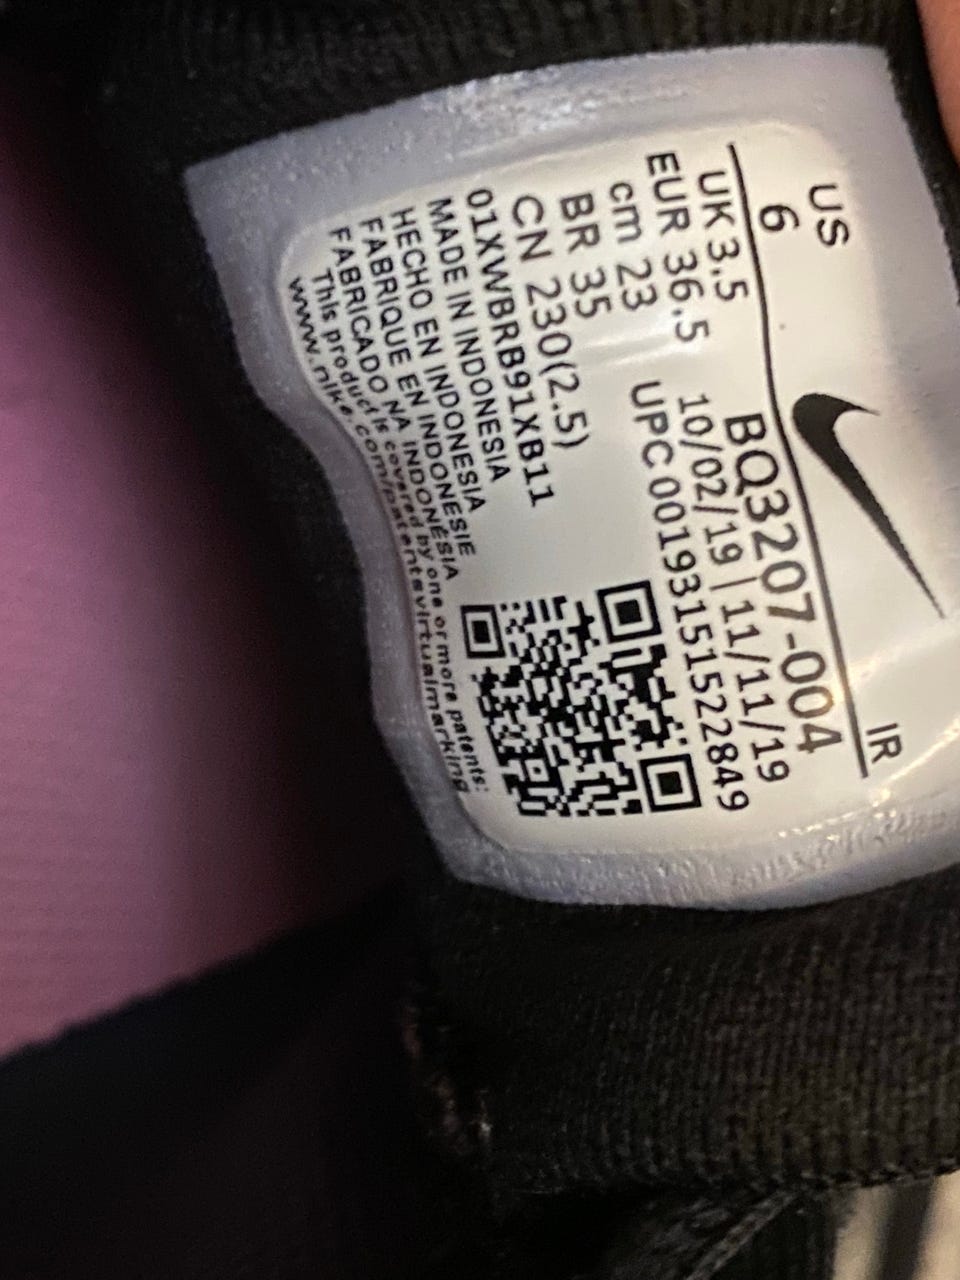 US
6
IR
UK 3.5
EUR 36.5
cm 23
BR 35
CN 230(2.5)
BQ3207-004
10/02/19 | 11/11/19
UPC 00193151522849
01XWBRB91XB11
MADE IN INDONESIA
HECHO EN INDONESIA
FABRIQUE EN INDONESIE
FABRICADO NA INDONÉSIA
This product is covered by one or more patents:
www.nike.com/patentsvirtualmarking